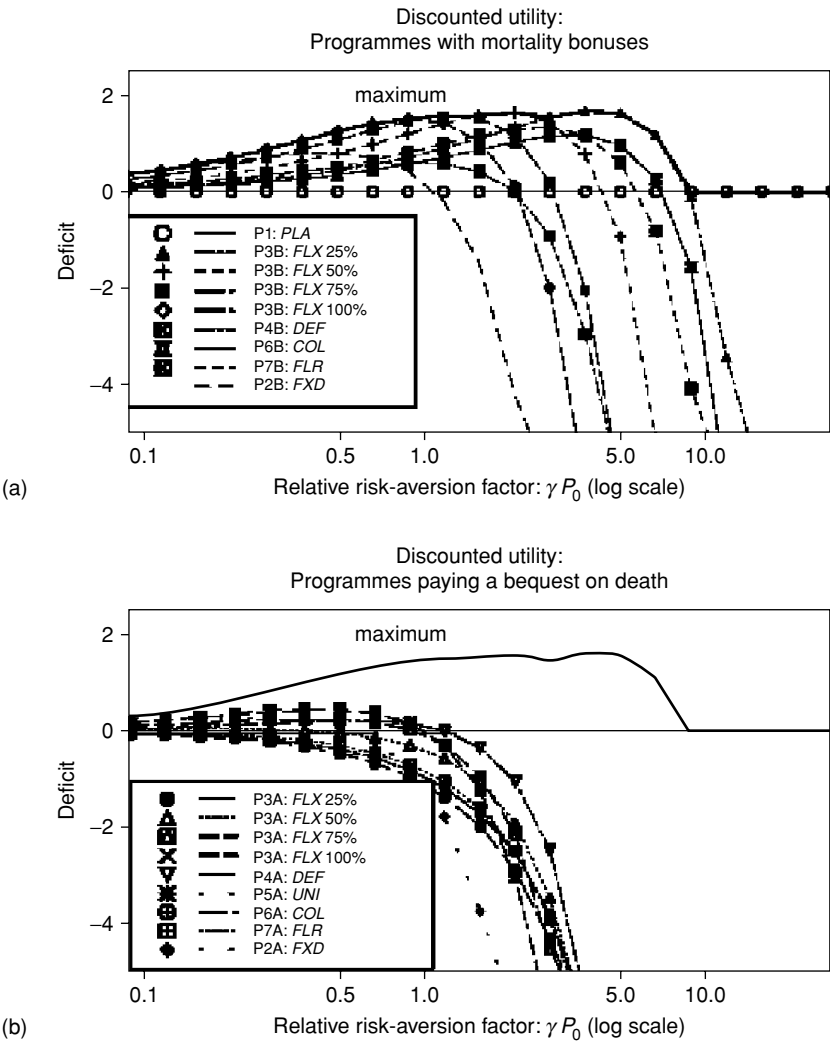 Discounted utility:
Programmes with mortality bonuses
maximum
2
0
−2
−4
Deficit
P1: PLA
P3B: FLX 25%
P3B: FLX 50%
P3B: FLX 75%
P3B: FLX 100%
P4B: DEF
P6B: COL
P7B: FLR
P2B: FXD
0.1 0.5 1.0 5.0 10.0
(a) Relative risk-aversion factor: γ P0 (log scale)
Discounted utility:
Programmes paying a bequest on death
maximum
2
0
−2
−4
Deficit
P3A: FLX 25%
P3A: FLX 50%
P3A: FLX 75%
P3A: FLX 100%
P4A: DEF
P5A: UNI
P6A: COL
P7A: FLR
P2A: FXD
0.1 0.5 1.0 5.0 10.0
(b) Relative risk-aversion factor: γ P0 (log scale)